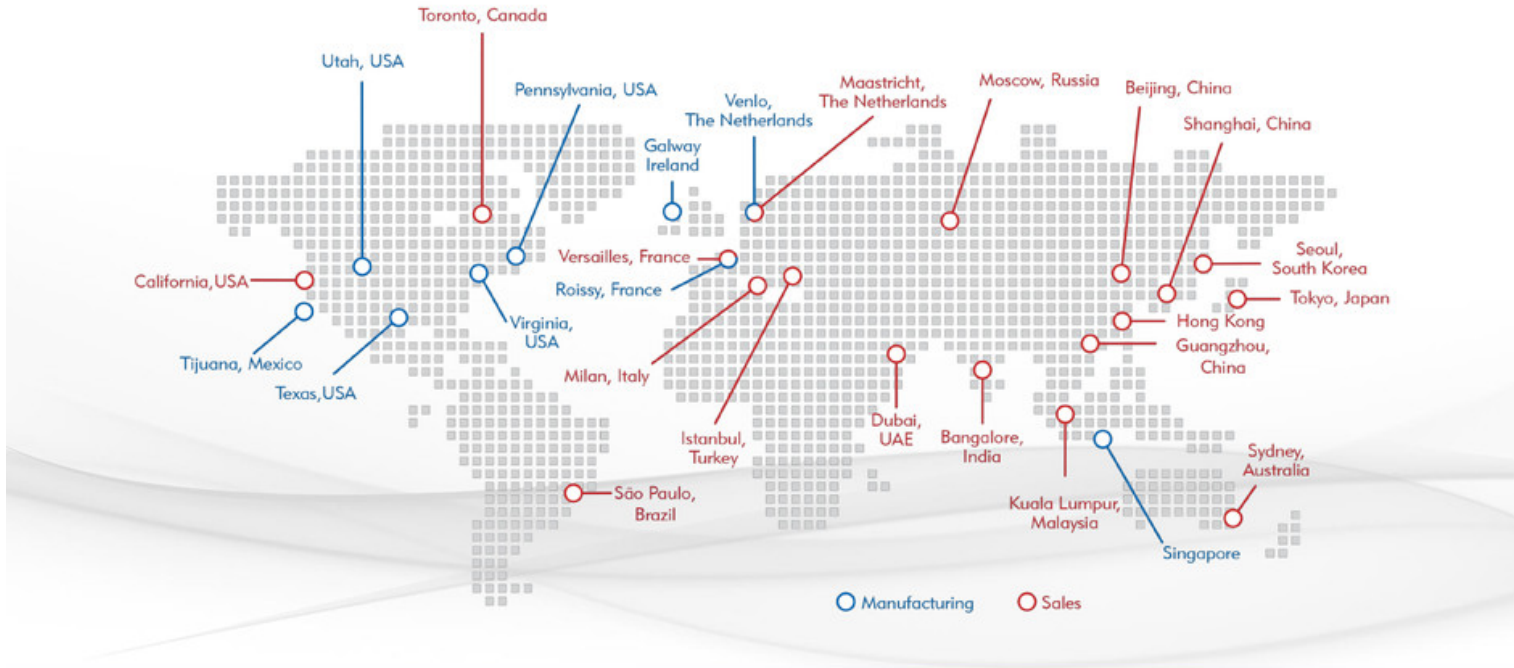 Toronto, Canada
Utah, USA
Pennsylvania, USA
Venlo,
The Netherlands
Maastricht,
The Netherlands
Moscow, Russia
Beijing, China
Shanghai, China
Galway
Ireland
California,USA
Versailles, France
Roissy, France
Seoul,
South Korea
Tokyo, Japan
Hong Kong
Guangzhou,
China
Tijuana, Mexico
Texas,USA
Virginia,
USA
Milan, Italy
Istanbul,
Turkey
Dubai,
UAE
Bangalore,
India
Sydney,
Australia
São Paulo,
Brazil
Kuala Lumpur,
Malaysia
Singapore
Manufacturing
Sales